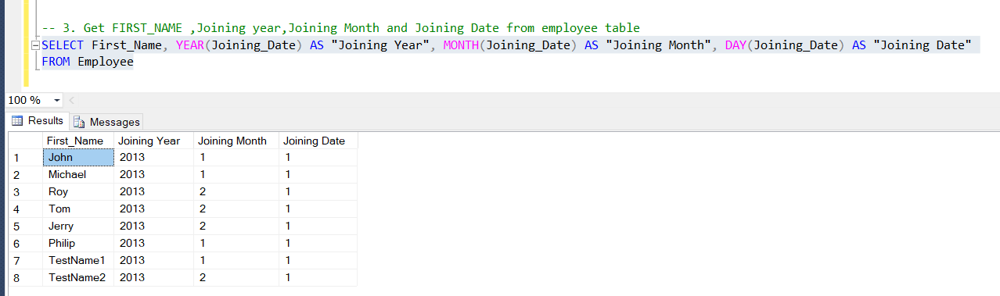 -- 3. Get FIRST_NAME ,Joining year,Joining Month and Joining Date from employee table
SELECT First_Name, YEAR(Joining_Date) AS "Joining Year", MONTH(Joining_Date) AS "Joining Month", DAY(Joining_Date) AS "Joining Date"
FROM Employee
100 %
Results Messages
First_Name Joining Year Joining Month Joining Date
1 John 2013 1 1
2 Michael 2013 1 1
3 Roy 2013 2 1
4 Tom 2013 2 1
5 Jerry 2013 2 1
6 Philip 2013 1 1
7 TestName1 2013 1 1
8 TestName2 2013 2 1